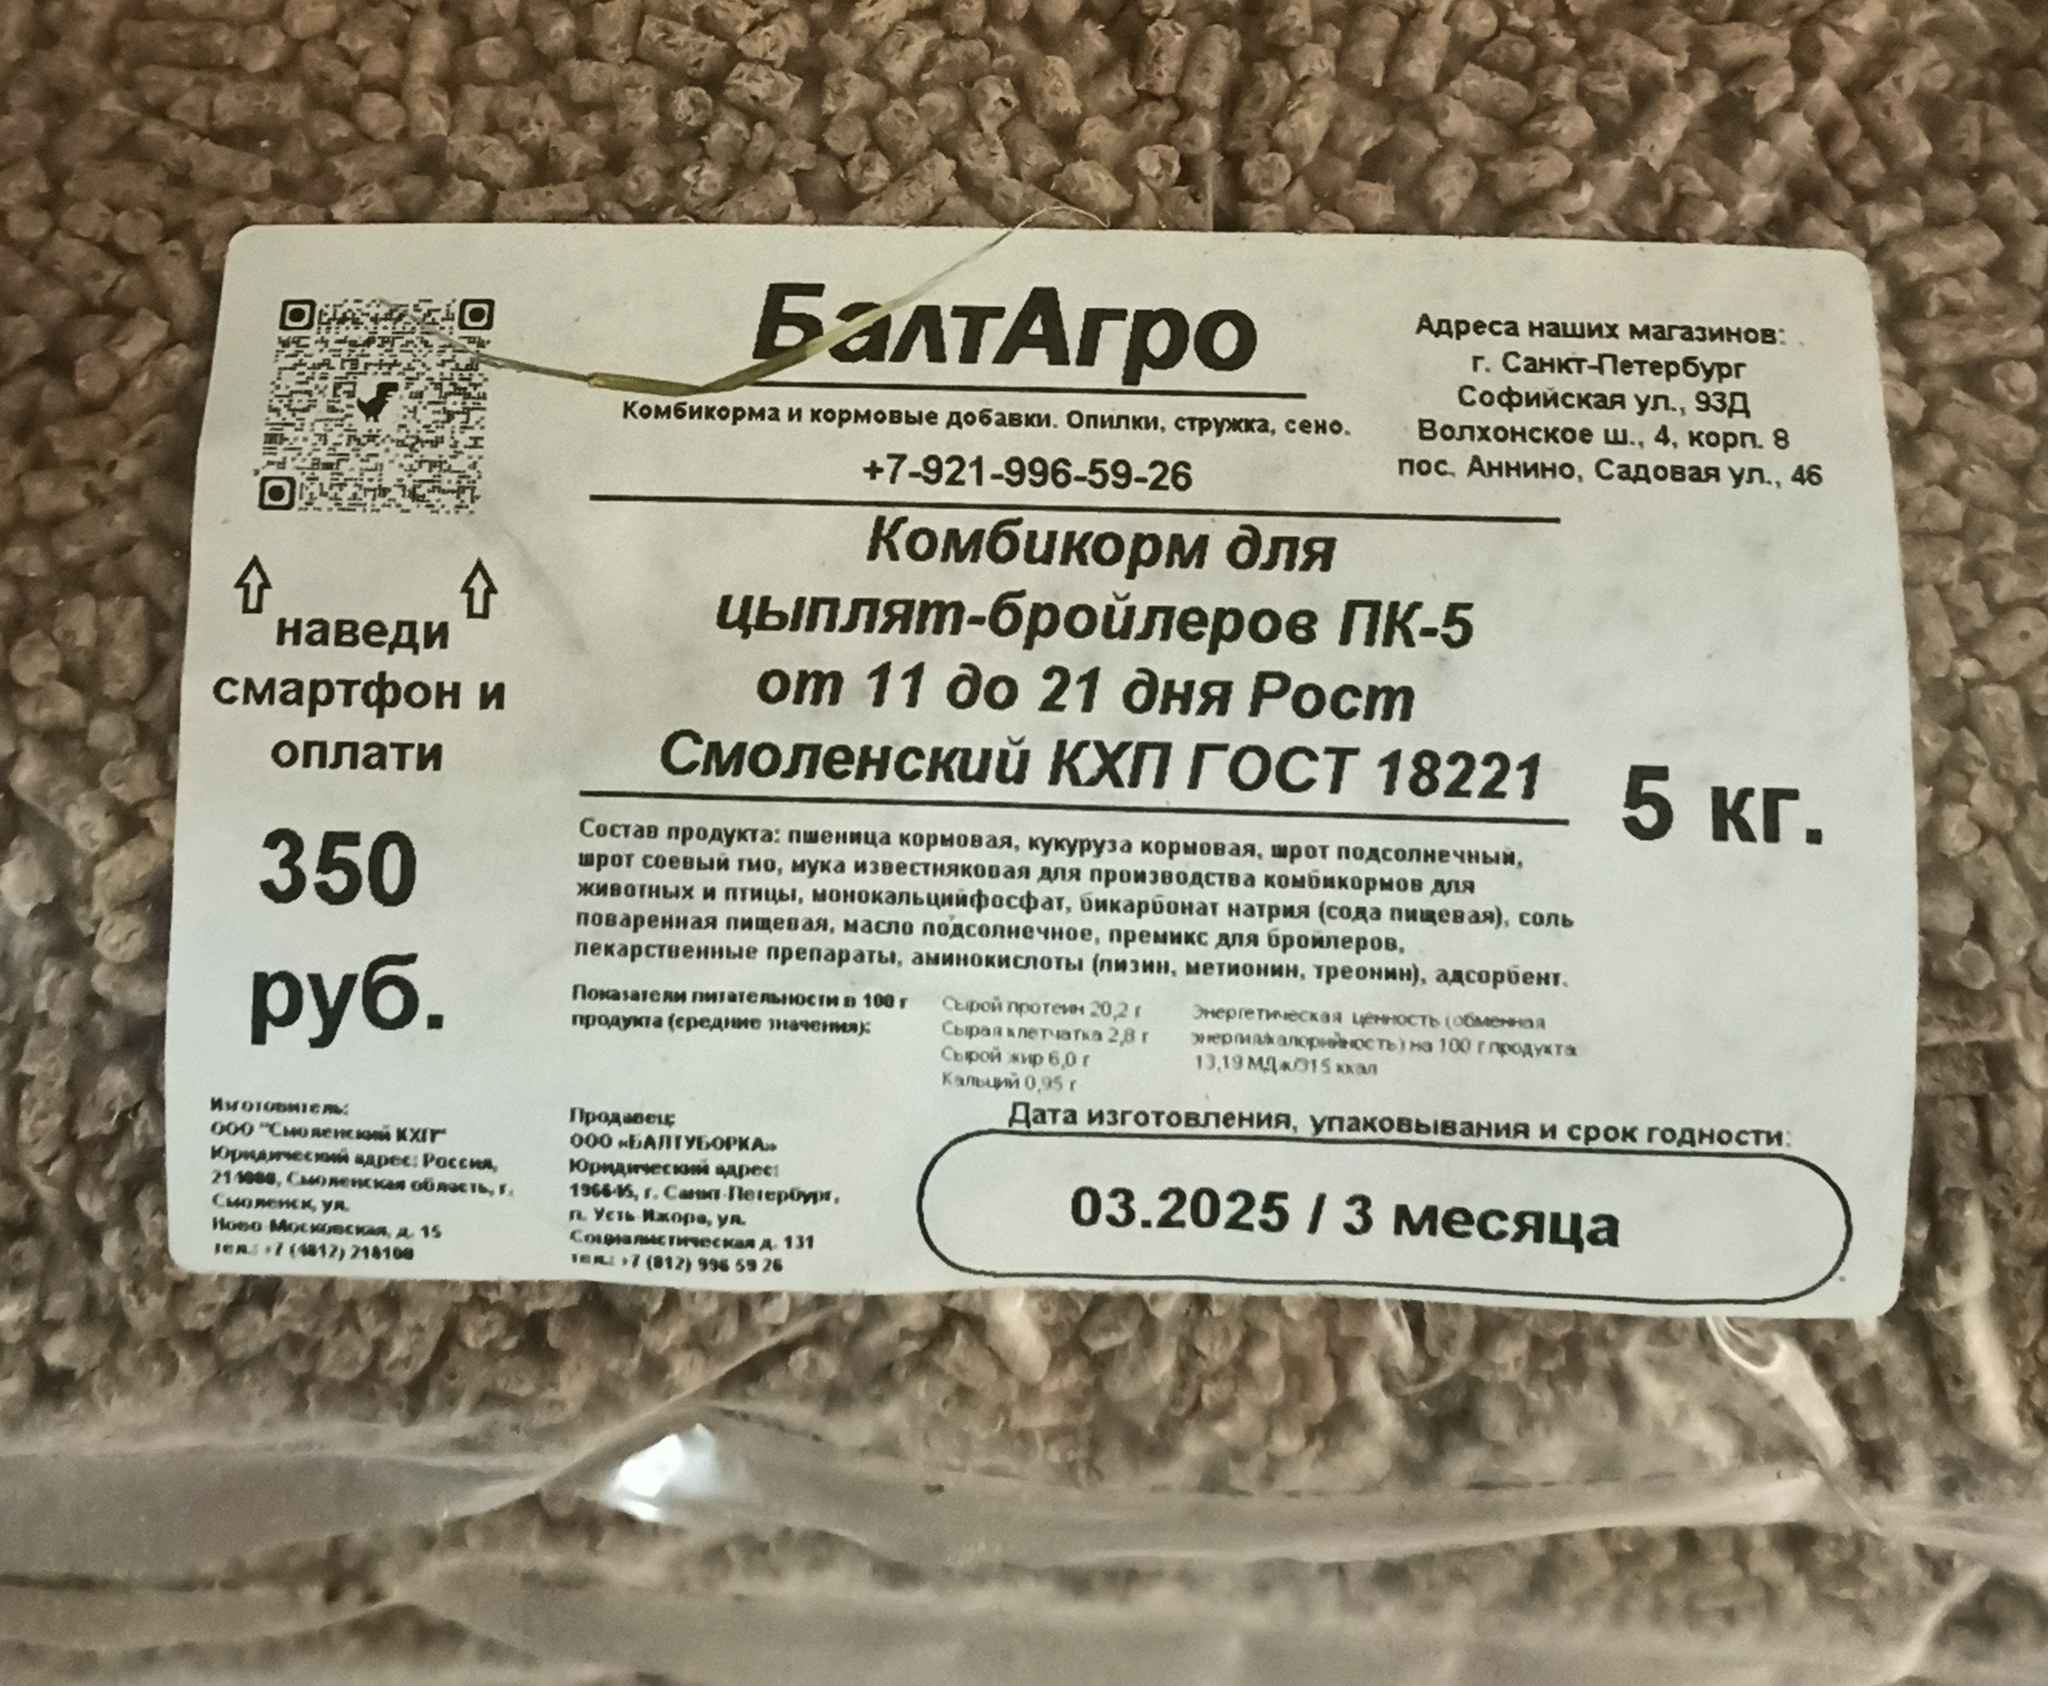 БалтАгро
Комбикорма и кормовые добавки. Опилки, стружка, сено.
+7-921-996-59-26
Адреса наших магазинов:
г. Санкт-Петербург
Софийская ул., 93Д
Волхонское ш., 4, корп. 8
пос. Аннино, Садовая ул., 46
наведи
смартфон и
оплати
350
руб.
Комбикорм для
цыплят-бройлеров ПК-5
от 11 до 21 дня Рост
Смоленский КХП ГОСТ 18221
5 кг.
Состав продукта: пшеница кормовая, кукуруза кормовая, шрот подсолнечный,
шрот соевый гмо, мука известняковая для производства комбикормов для
животных и птицы, монокальцийфосфат, бикарбонат натрия (сода пищевая), соль
поваренная пищевая, масло подсолнечное, премикс для бройлеров,
лекарственные препараты, аминокислоты (лизин, метионин, треонин), адсорбент.
Показатели питательности в 100 г
продукта (средние значения):
Сырой протеин 20,2 г
Сырая клетчатка 2,8 г
Сырой жир 6,0 г
Кальций 0,95 г
Энергетическая ценность (обменная
энергия/калорийность) на 100 г продукта
13,19 МДж/315 ккал
Изготовитель:
ООО "Смоленский КХП"
Юридический адрес: Россия,
Смоленская область, г.
Смоленск, ул.
Ново-Московская, д. 15
тел.: +7 (4812) 218100
Продавец:
ООО «БАЛТУБОРКА»
Юридический адрес:
196645, г. Санкт-Петербург,
п. Усть-Ижора, ул.
Социалистическая д. 131
тел.: +7 (812) 996 59 26
Дата изготовления, упаковывания и срок годности:
03.2025 / 3 месяца